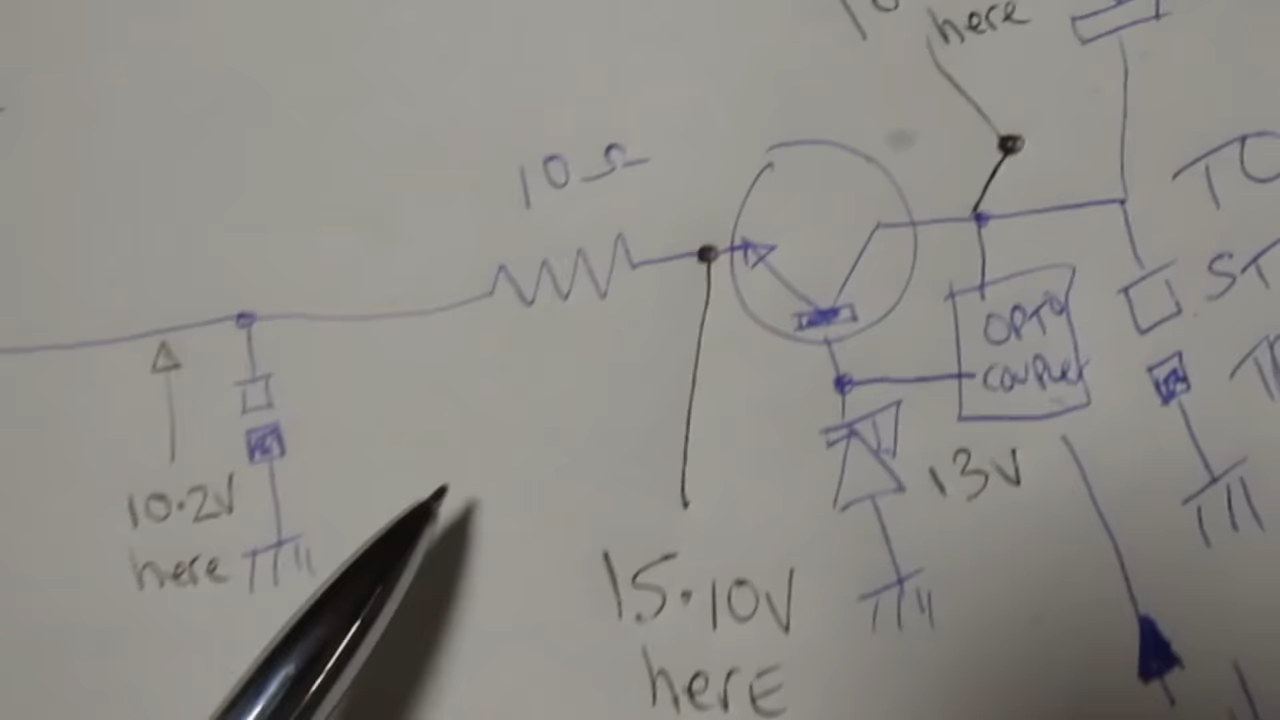 here
10Ω
OPTO
COUPLER
13V
10.2V
here
15.10V
here